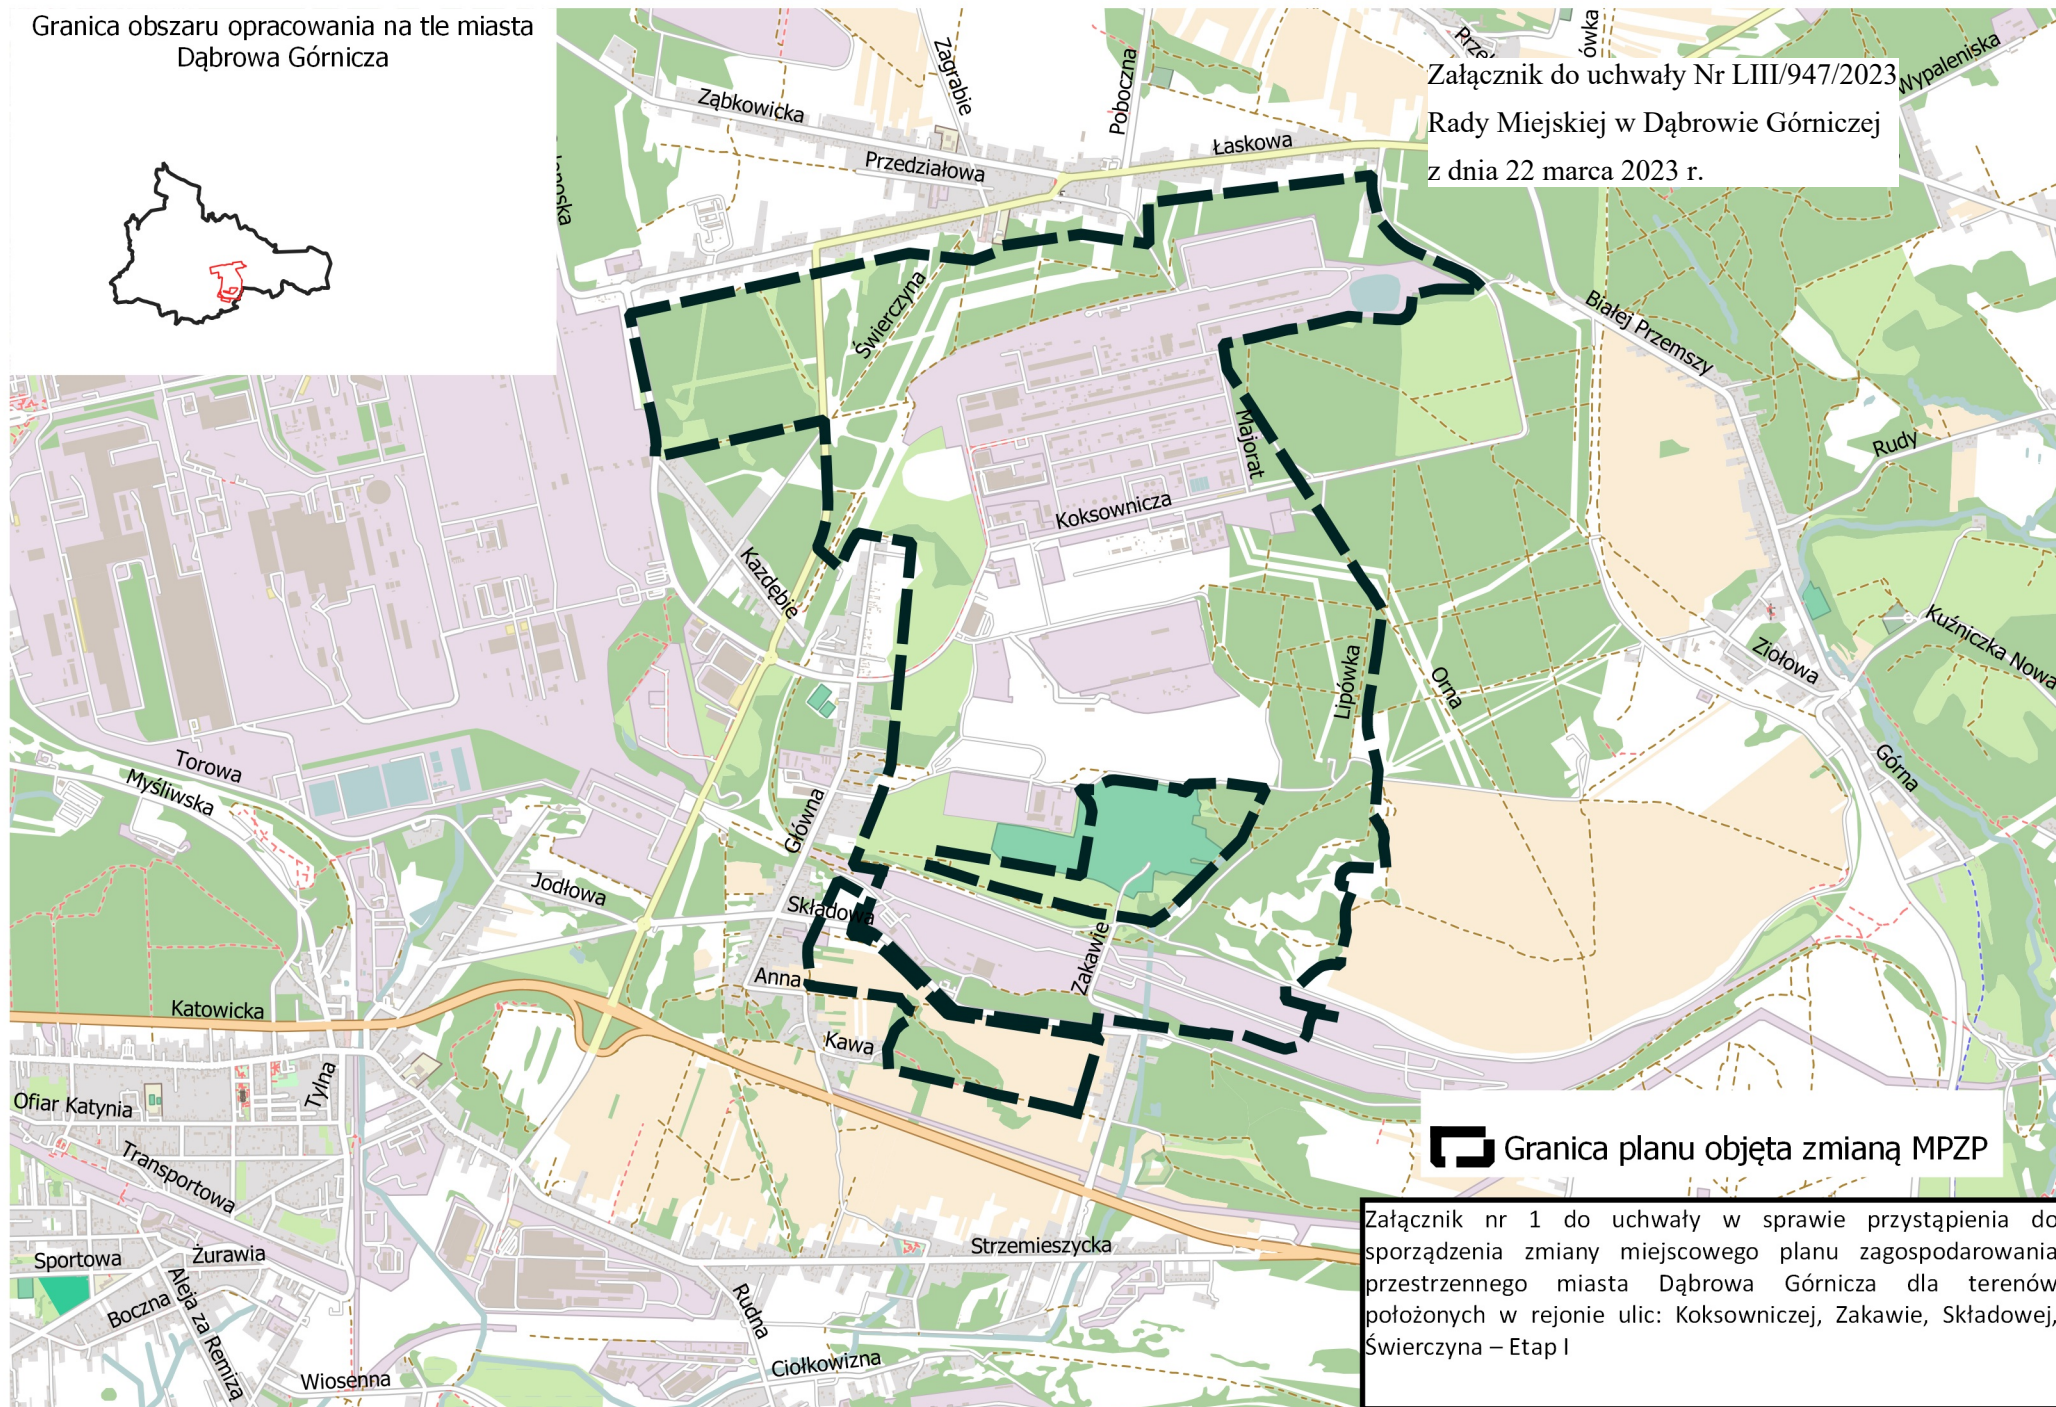 Granica obszaru opracowania na tle miasta
Dąbrowa Górnicza
Załącznik do uchwały Nr LIII/947/2023
Rady Miejskiej w Dąbrowie Górniczej
z dnia 22 marca 2023 r.
Zagrabie
Poboczna
Wypaleniska
Ząbkowicka
Łaskowa
Przedziałowa
Świerczyna
Białej Przemszy
Majorat
Rudy
Koksownicza
Kazdębie
Kuźniczka Nowa
Ziołowa
Lipówka
Orna
Górna
Torowa
Myśliwska
Główna
Jodłowa
Składowa
Zakawie
Anna
Katowicka
Kawa
Tylna
Ofiar Katynia
Transportowa
Sportowa
Żurawia
Strzemieszycka
Boczna
Aleja za Remizą
Rudna
Ciołkowizna
Wiosenna
Granica planu objęta zmianą MPZP
Załącznik nr 1 do uchwały w sprawie przystąpienia do
sporządzenia zmiany miejscowego planu zagospodarowania
przestrzennego miasta Dąbrowa Górnicza dla terenów
położonych w rejonie ulic: Koksowniczej, Zakawie, Składowej,
Świerczyna – Etap I